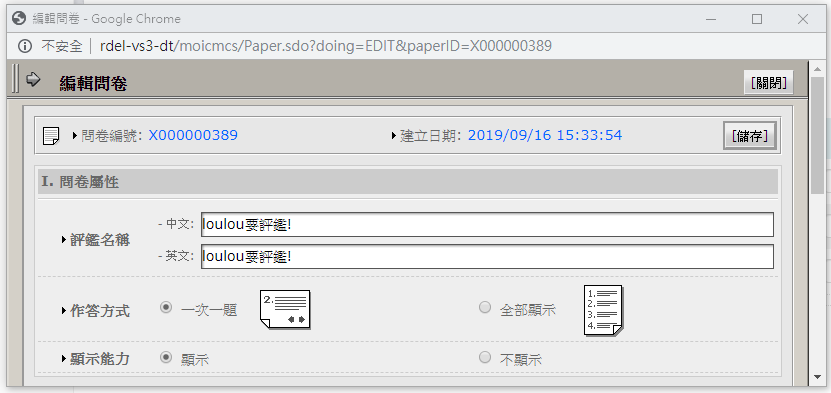 編輯問卷 - Google Chrome
不安全 | rdel-vs3-dt/moicmcs/Paper.sdo?doing=EDIT&paperID=X000000389
編輯問卷 [關閉]
問卷編號: X000000389 建立日期: 2019/09/16 15:33:54 [儲存]
I. 問卷屬性
評鑑名稱 - 中文: loulou要評鑑!
- 英文: loulou要評鑑!
作答方式 一次一題 2. 全部顯示 1. 2. 3. 4.
顯示能力 顯示 不顯示